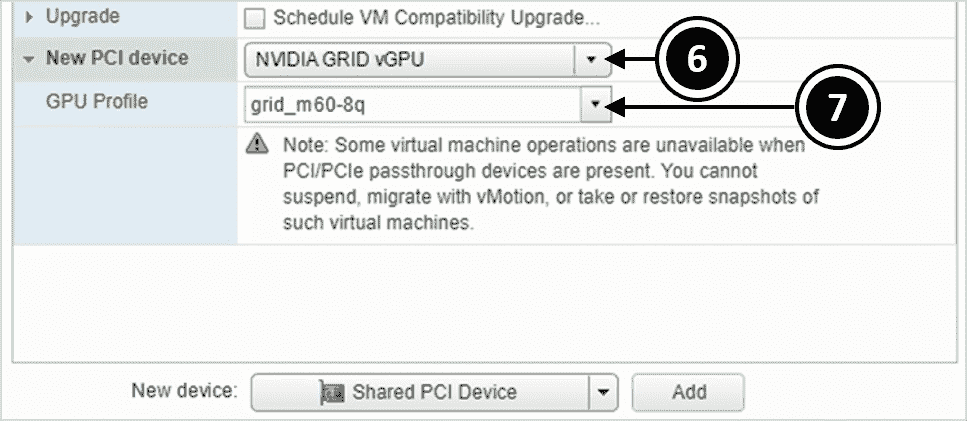 Upgrade
Schedule VM Compatibility Upgrade...
New PCI device
NVIDIA GRID vGPU
6
GPU Profile
grid_m60-8q
7
Note: Some virtual machine operations are unavailable when
PCI/PCIe passthrough devices are present. You cannot
suspend, migrate with vMotion, or take or restore snapshots of
such virtual machines.
New device:
Shared PCI Device
Add